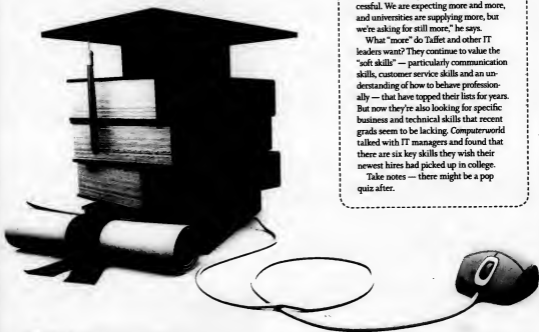 cessful. We are expecting more and more,
and universities are supplying more, but
we're asking for still more," he says.
What "more" do Taffet and other IT
leaders want? They continue to value the
"soft skills" — particularly communication
skills, customer service skills and an un-
derstanding of how to behave profession-
ally — that have topped their lists for years.
But now they're also looking for specific
business and technical skills that recent
grads seem to be lacking. Computerworld
talked with IT managers and found that
there are six key skills they wish their
newest hires had picked up in college.
Take notes — there might be a pop
quiz after.